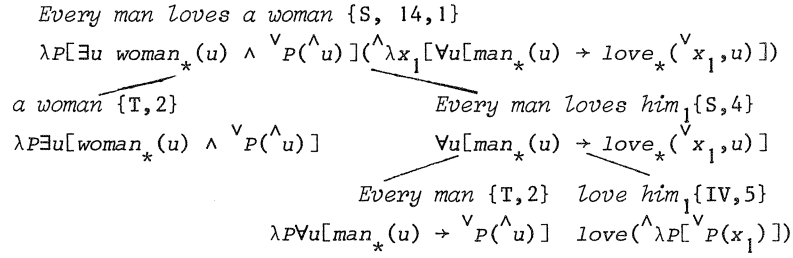 Every man loves a woman {S, 14,1}
λP[∃u woman*(u) ∧ ˅P(^u)](^λx₁[∀u[man*(u) → love*(˅x₁,u)])
a woman {T,2} Every man loves him₁{S,4}
λP∃u[woman*(u) ∧ ˅P(^u)] ∀u[man*(u) → love*(˅x₁,u)]
Every man {T,2} love him₁{IV,5}
λP∀u[man*(u) → ˅P(^u)] love(^λP[˅P(x₁)])